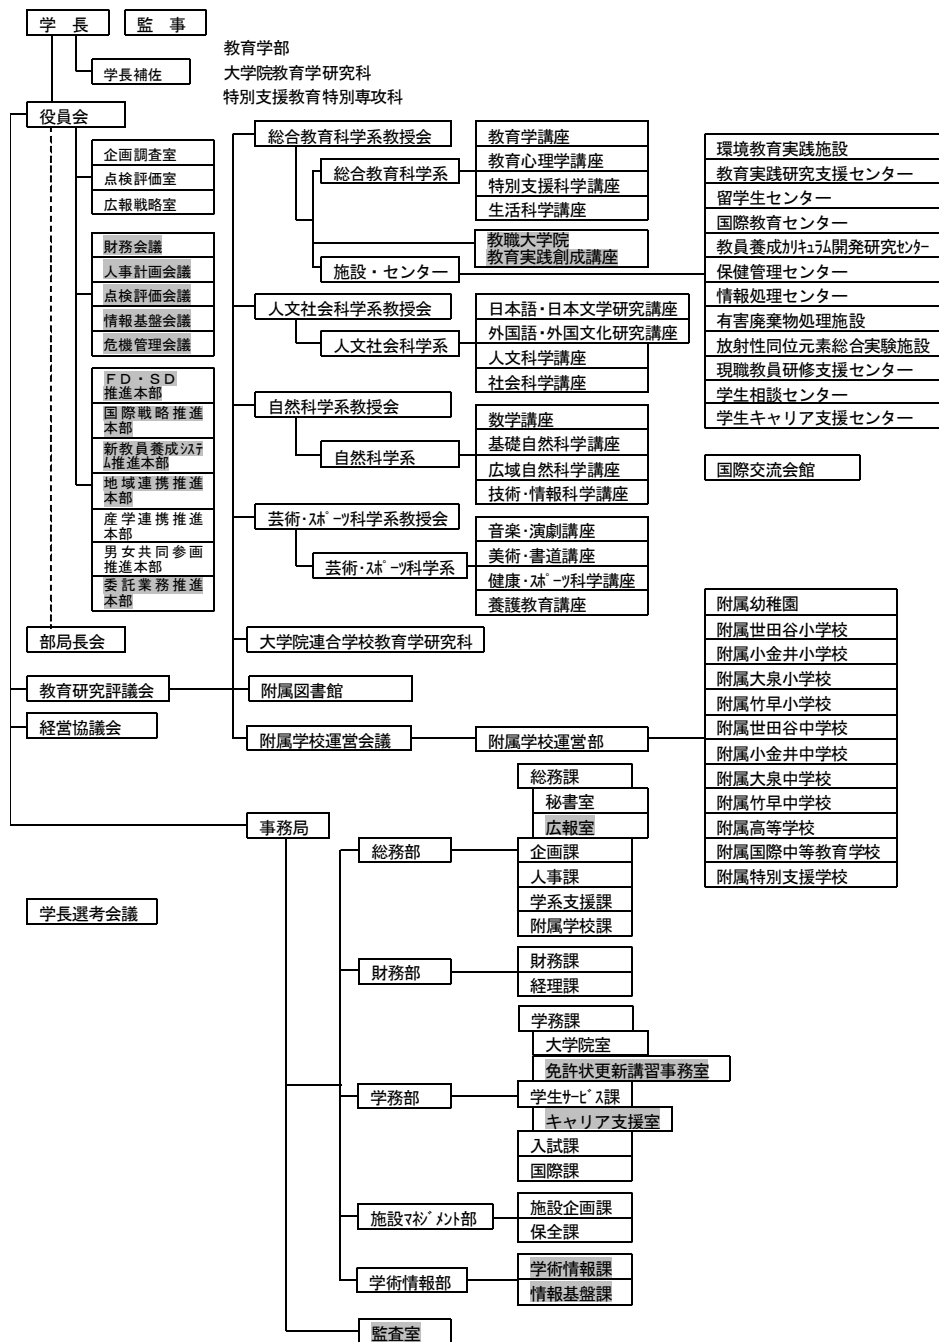 学　長
監　事
教育学部
大学院教育学研究科
特別支援教育特別専攻科
学長補佐
役員会
企画調査室
点検評価室
広報戦略室
財務会議
人事計画会議
点検評価会議
情報基盤会議
危機管理会議
ＦＤ・ＳＤ
推進本部
国際戦略推進
本部
新教員養成ｼｽﾃ
ﾑ推進本部
地域連携推進
本部
産学連携推進
本部
男女共同参画
推進本部
委託業務推進
本部
部局長会
教育研究評議会
経営協議会
学長選考会議
総合教育科学系教授会
総合教育科学系
教育学講座
教育心理学講座
特別支援科学講座
生活科学講座
教職大学院
教育実践創成講座
施設・センター
環境教育実践施設
教育実践研究支援センター
留学生センター
国際教育センター
教員養成ｶﾘｷｭﾗﾑ開発研究ｾﾝﾀｰ
保健管理センター
情報処理センター
有害廃棄物処理施設
放射性同位元素総合実験施設
現職教員研修支援センター
学生相談センター
学生キャリア支援センター
国際交流会館
人文社会科学系教授会
人文社会科学系
日本語・日本文学研究講座
外国語・外国文化研究講座
人文科学講座
社会科学講座
自然科学系教授会
自然科学系
数学講座
基礎自然科学講座
広域自然科学講座
技術・情報科学講座
芸術・ｽﾎﾟｰﾂ科学系教授会
芸術・ｽﾎﾟｰﾂ科学系
音楽・演劇講座
美術・書道講座
健康・ｽﾎﾟｰﾂ科学講座
養護教育講座
大学院連合学校教育学研究科
附属図書館
附属学校運営会議
附属学校運営部
附属幼稚園
附属世田谷小学校
附属小金井小学校
附属大泉小学校
附属竹早小学校
附属世田谷中学校
附属小金井中学校
附属大泉中学校
附属竹早中学校
附属高等学校
附属国際中等教育学校
附属特別支援学校
事務局
総務部
総務課
秘書室
広報室
企画課
人事課
学系支援課
附属学校課
財務部
財務課
経理課
学務部
学務課
大学院室
免許状更新講習事務室
学生ｻｰﾋﾞｽ課
キャリア支援室
入試課
国際課
施設ﾏﾈｼﾞﾒﾝﾄ部
施設企画課
保全課
学術情報部
学術情報課
情報基盤課
監査室